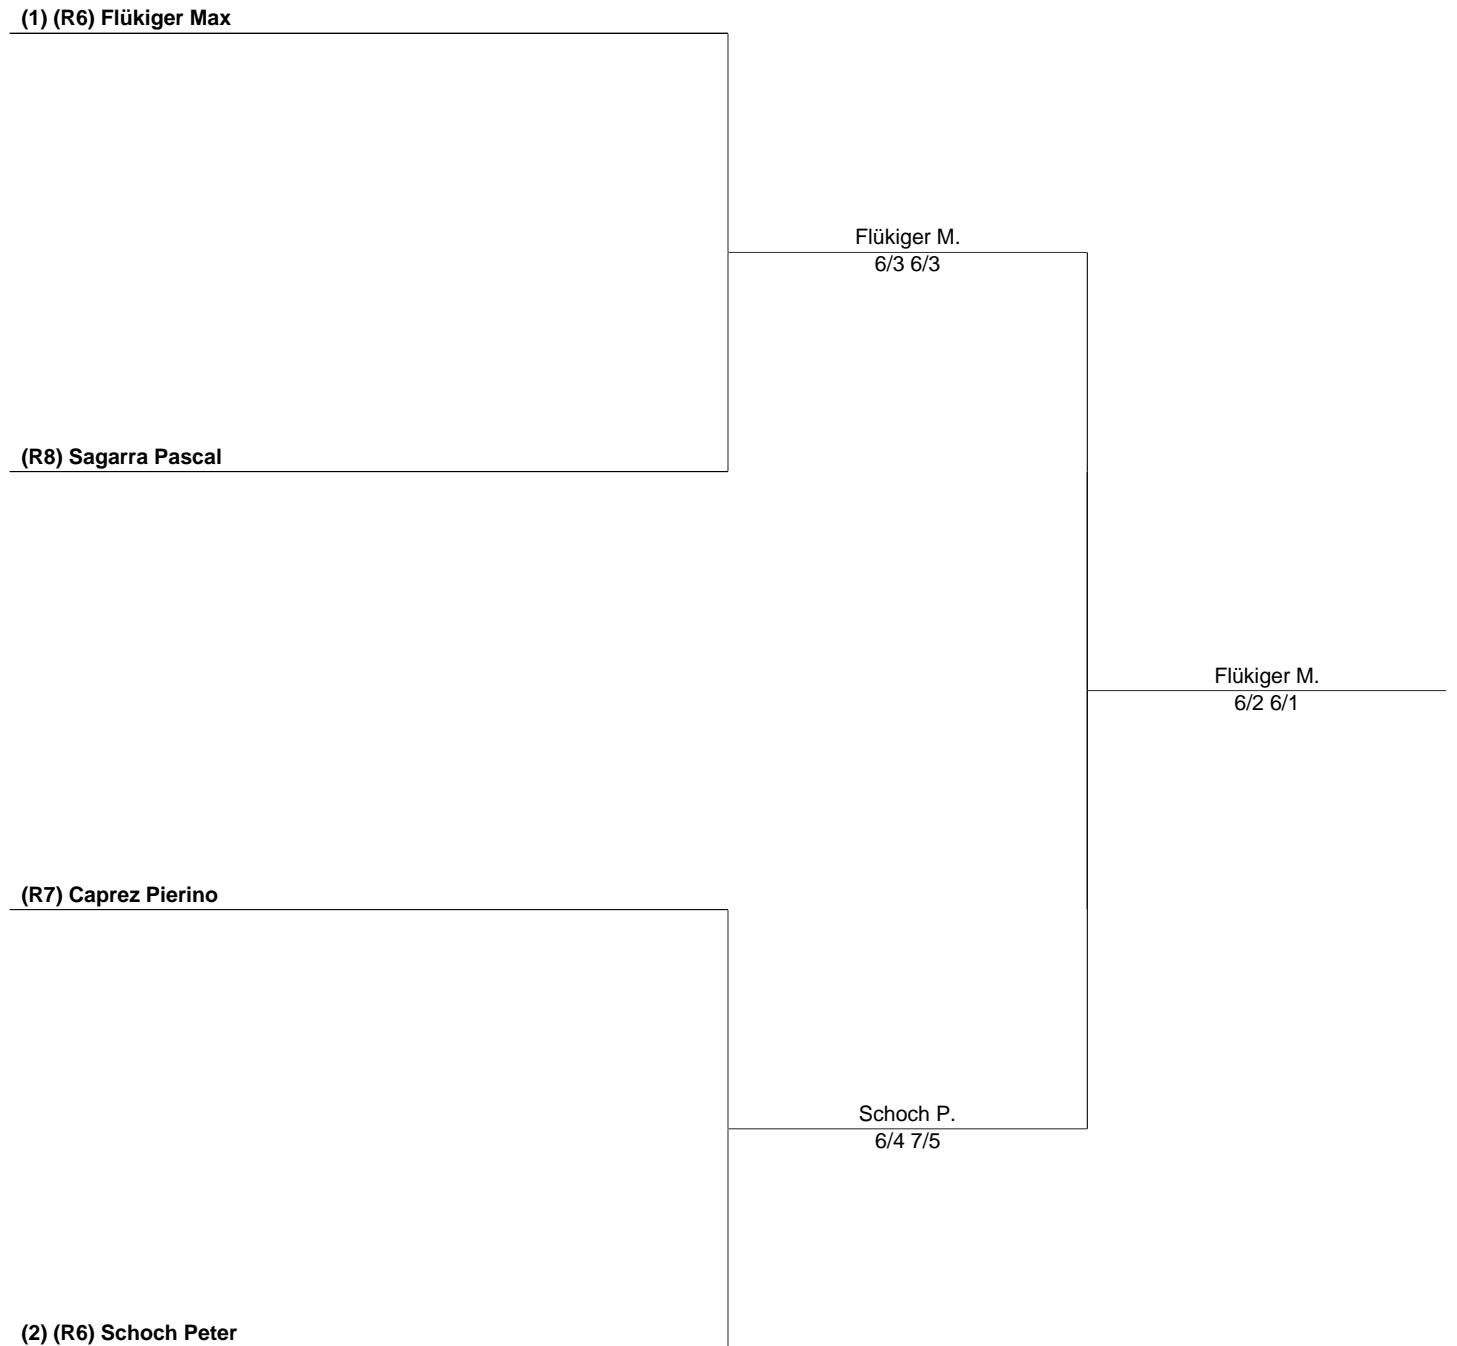 (1) (R6) Flükiger Max
Flükiger M.
6/3 6/3
(R8) Sagarra Pascal
Flükiger M.
6/2 6/1
(R7) Caprez Pierino
Schoch P.
6/4 7/5
(2) (R6) Schoch Peter